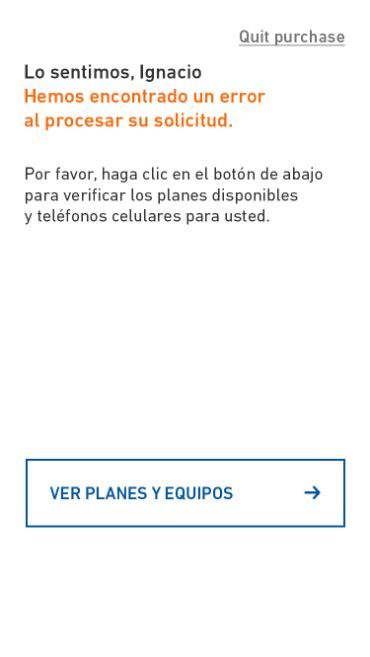 Quit purchase
Lo sentimos, Ignacio
Hemos encontrado un error
al procesar su solicitud.
Por favor, haga clic en el botón de abajo
para verificar los planes disponibles
y teléfonos celulares para usted.
VER PLANES Y EQUIPOS